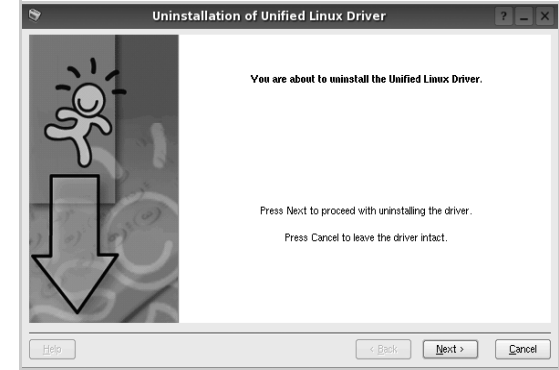 Uninstallation of Unified Linux Driver
You are about to uninstall the Unified Linux Driver.
Press Next to proceed with uninstalling the driver.
Press Cancel to leave the driver intact.
Help
< Back
Next >
Cancel